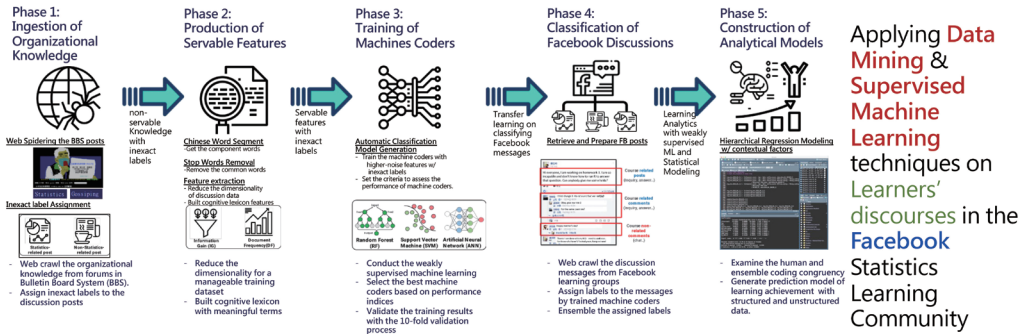 Phase 1:
Ingestion of
Organizational
Knowledge
Web Spidering the BBS posts
Statistics Gossiping
Inexact label Assignment
Statistics-
related post
Non-Statistics-
related post
- Web crawl the organizational
knowledge from forums in
Bulletin Board System (BBS).
- Assign inexact labels to the
discussion posts
non-
servable
Knowledge
with
inexact
labels
Phase 2:
Production of
Servable Features
Chinese Word Segment
-Get the component words
Stop Words Removal
-Remove the common words
Feature extraction
- Reduce the dimensionality
of discussion data
- Built cognitive lexicon features
Information
Gain (IG)
Document
Frequency(DF)
- Reduce the
dimensionality for a
manageable training
dataset
- Built cognitive lexicon
with meaningful terms
Servable
features
with
inexact
labels
Phase 3:
Training of
Machines Coders
Automatic Classification
Model Generation
- Train the machine coders with
higher-noise features w/
inexact labels
- Set the criteria to assess the
performance of machine coders.
Random Forest
(RF)
Support Vector
Machine (SVM)
Artificial Neural
Network (ANN)
- Conduct the weakly
supervised machine learning
- Select the best machine
coders based on performance
indices
- Validate the training results
with the 10-fold validation
process
Transfer
learning on
classifying
Facebook
messages
Phase 4:
Classification of
Facebook Discussions
Retrieve and Prepare FB posts
Course related
posts
(inquiry, answer...)
Course related
comments
(inquiry, answer...)
Course non-
related
comments
- Web crawl the discussion
messages from Facebook
learning groups
- Assign labels to the messages
by trained machine coders
- Ensemble the assigned labels
Learning
Analytics
with weakly
supervised
ML and
Statistical
Modeling
Phase 5:
Construction of
Analytical Models
Hierarchical Regression Modeling
w/ contextual factors
- Examine the human and
ensemble coding congruency
- Generate prediction model of
learning achievement with
structured and unstructured
data.
Applying Data
Mining &
Supervised
Machine
Learning
techniques on
Learners'
discourses in the
Facebook
Statistics
Learning
Community